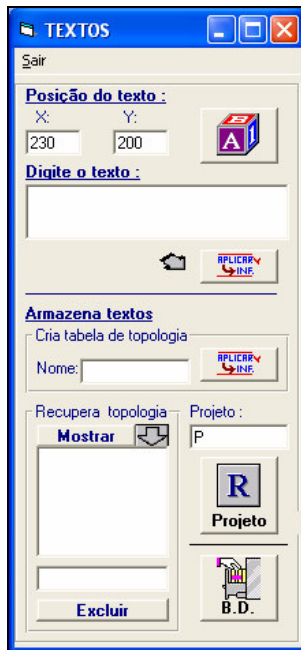 TEXTOS
Sair
Posição do texto :
X: Y:
230 200
A
Digite o texto :
APLICAR
INF.
Armazena textos
Cria tabela de topologia
Nome:
APLICAR
INF.
Recupera topologia
Projeto :
Mostrar
P
R
Projeto
Excluir
B.D.